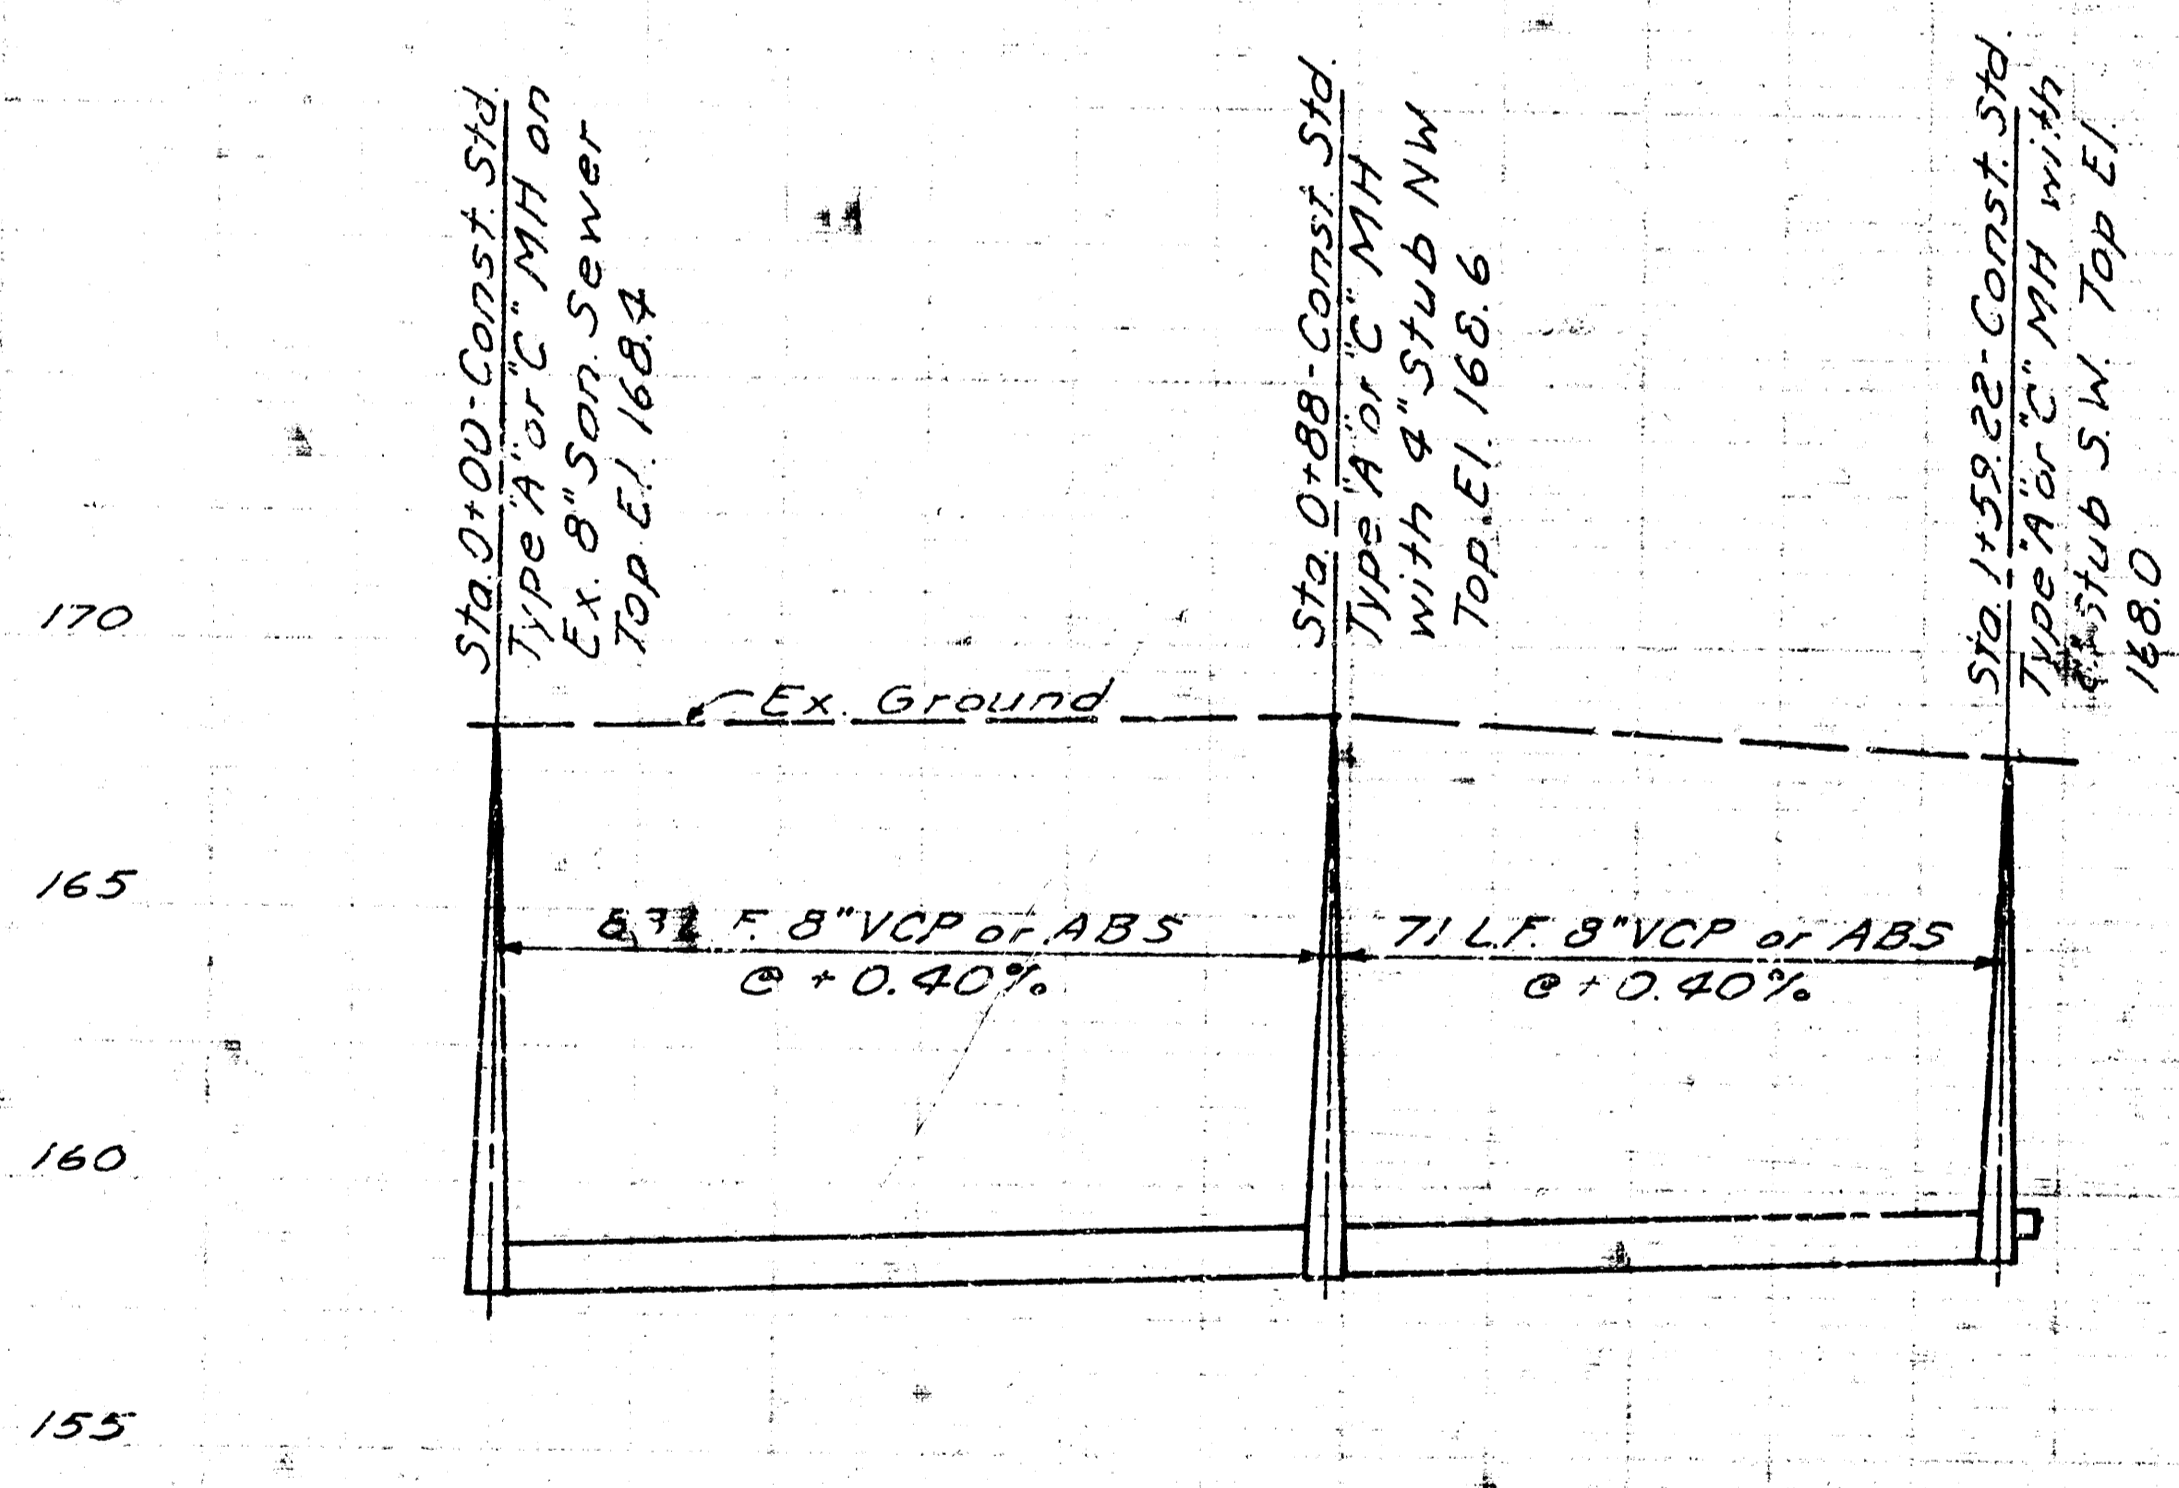 Sta. 0+00-Const. Std.
Type "A" or "C" MH on
Ex. 8" San. Sewer
Top El. 168.4
Sta. 0+88-Const. Std.
Type "A" or "C" MH
with 4" Stub NW
Top El. 168.6
Sta. 1+59.22-Const. Std.
Type "A" or "C" MH with
Stub S.W. Top El.
168.0
170
Ex. Ground
165
F. 8" VCP or ABS
@ + 0.40%
71 L.F. 8" VCP or ABS
@ + 0.40%
160
155